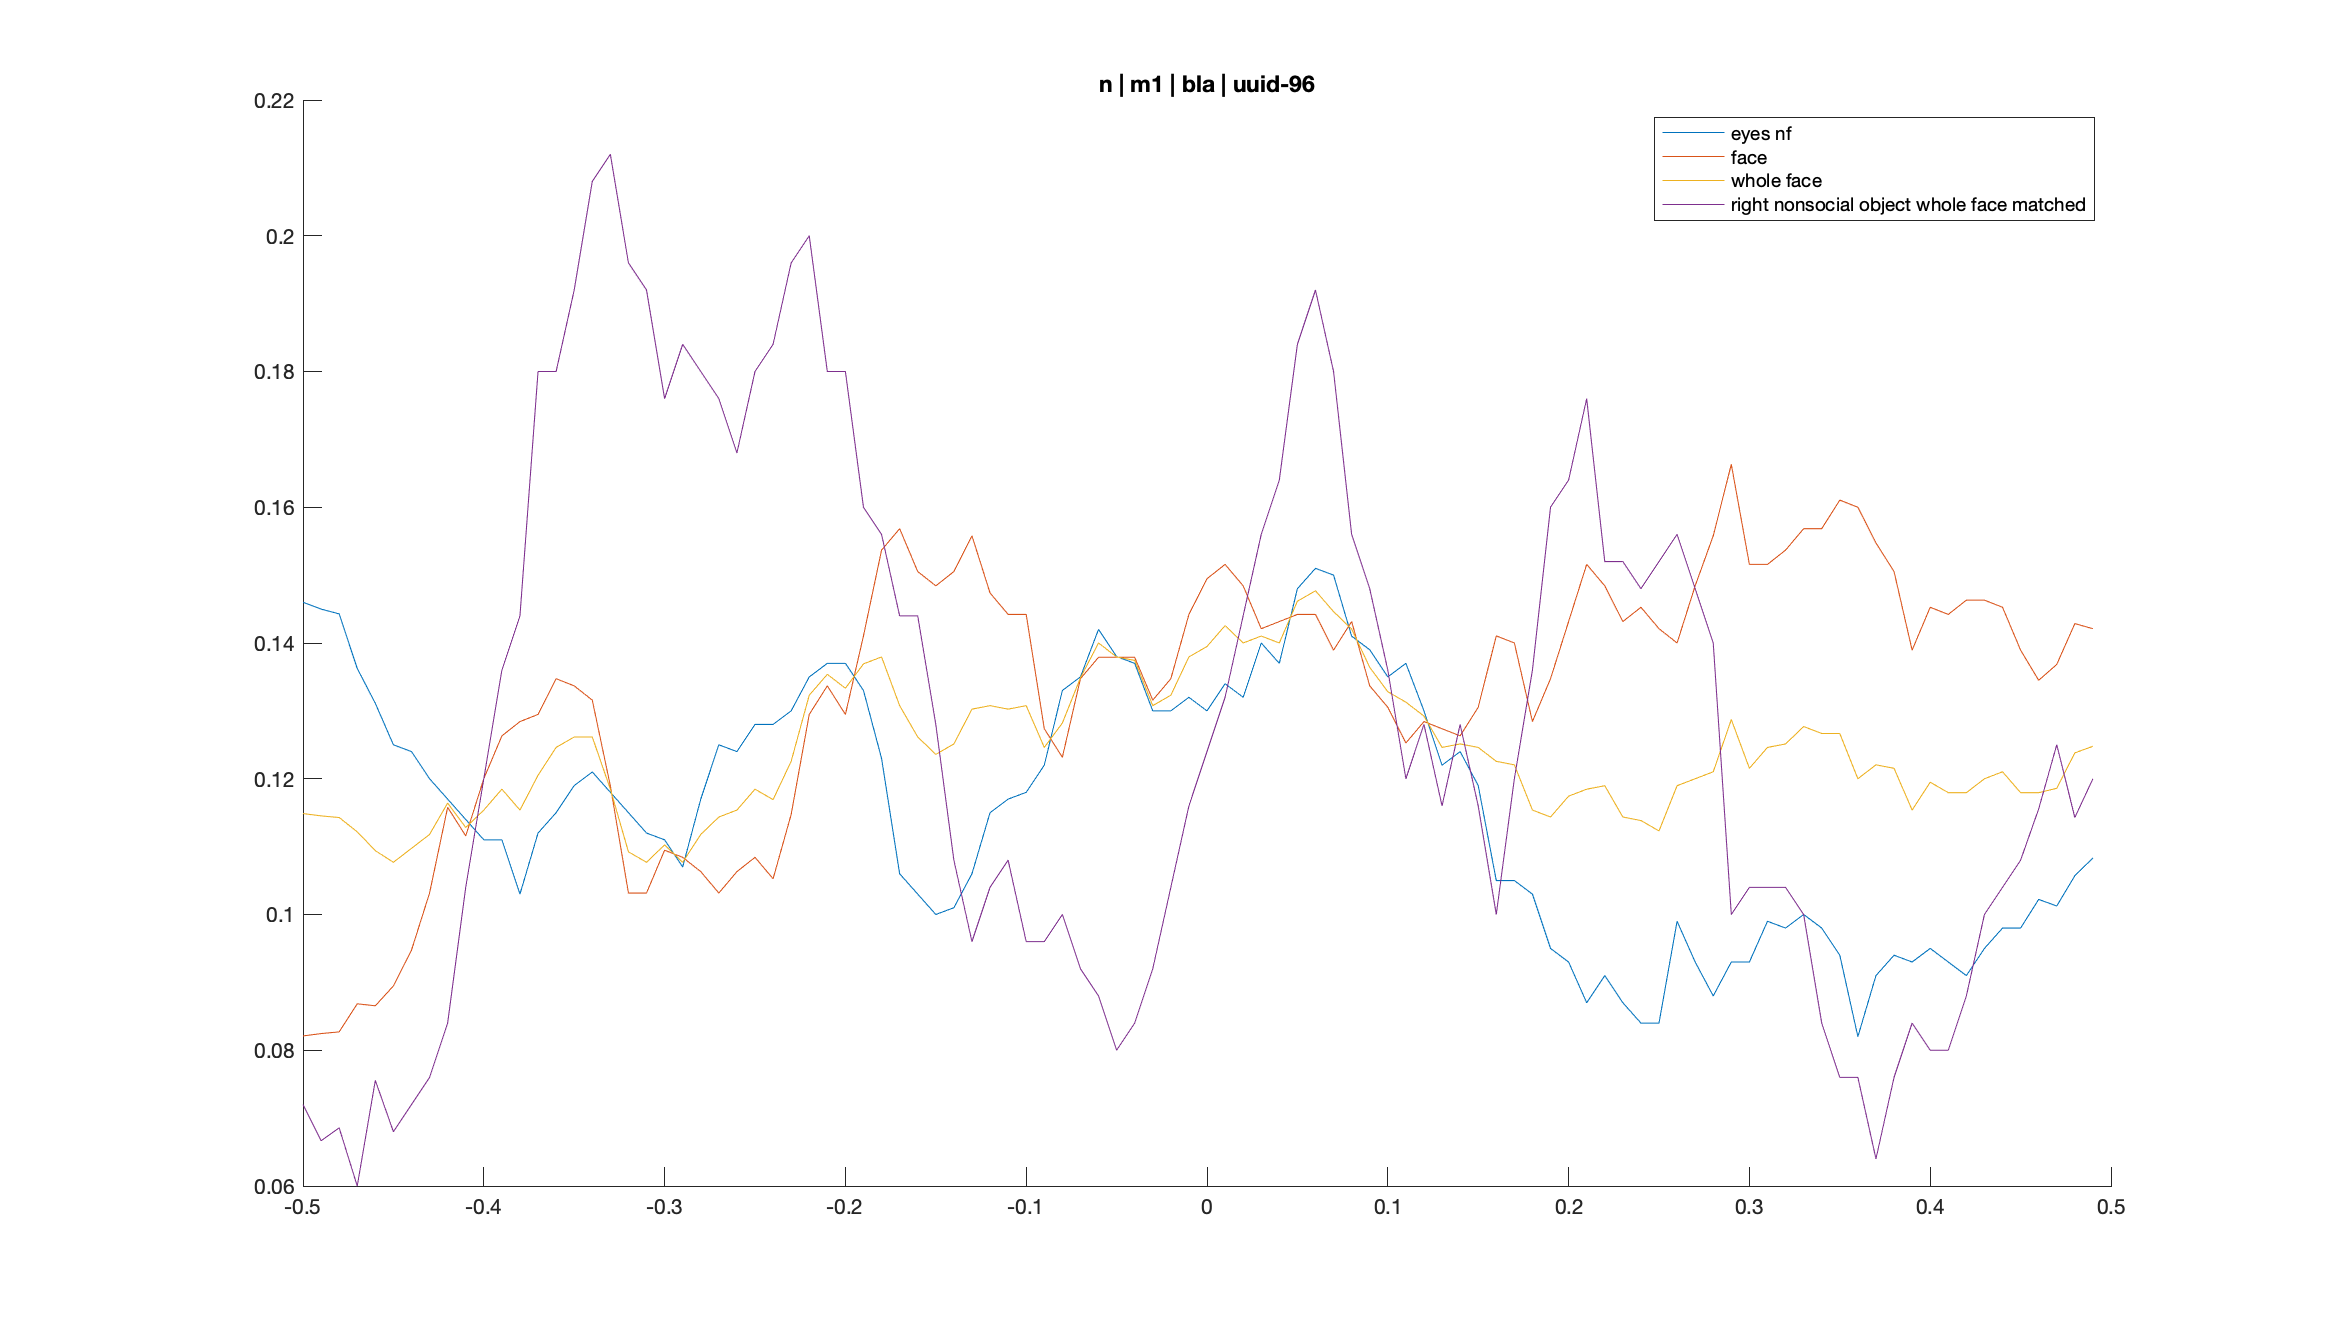 n | m1 | bla | uuid-96
0.22
0.2
0.18
0.16
0.14
0.12
0.1
0.08
0.06
-0.5 -0.4 -0.3 -0.2 -0.1 0 0.1 0.2 0.3 0.4 0.5
eyes nf
face
whole face
right nonsocial object whole face matched